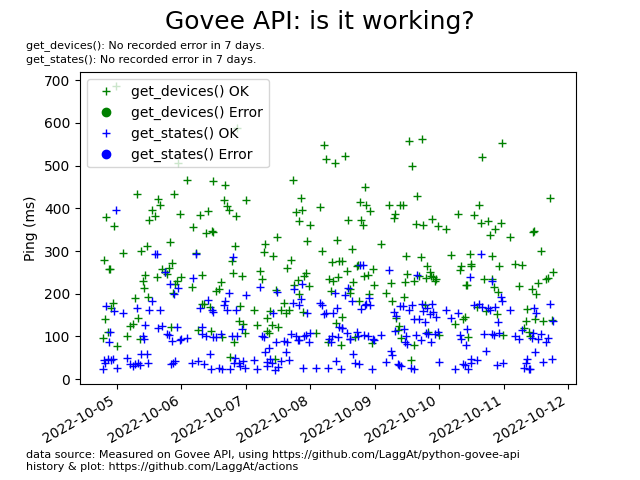 Govee API: is it working?
get_devices(): No recorded error in 7 days.
get_states(): No recorded error in 7 days.
700
600
500
400
300
200
100
0
Ping (ms)
get_devices() OK
get_devices() Error
get_states() OK
get_states() Error
2022-10-05
2022-10-06
2022-10-07
2022-10-08
2022-10-09
2022-10-10
2022-10-11
2022-10-12
data source: Measured on Govee API, using https://github.com/LaggAt/python-govee-api
history & plot: https://github.com/LaggAt/actions